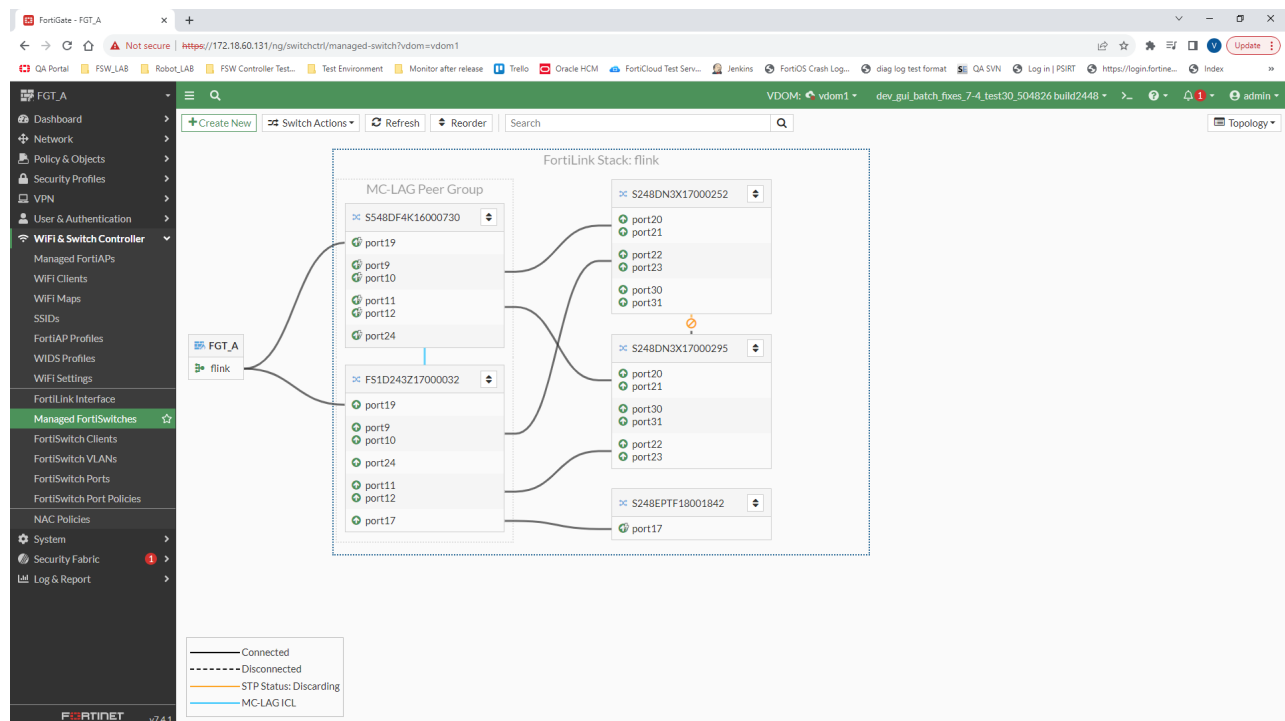 FortiGate - FGT_A
Not secure | https://172.18.60.131/ng/switchctrl/managed-switch?vdom=vdom1
Update
QA Portal FSW_LAB Robot_LAB FSW Controller Test... Test Environment Monitor after release Trello Oracle HCM FortiCloud Test Serv... Jenkins FortiOS Crash Log... diag log test format QA SVN Log in | PSIRT https://login.fortine... Index »
FGT_A
VDOM: vdom1
dev_gui_batch_fixes_7-4_test30_504826 build2448
>_
1
admin
Dashboard
Network
Policy & Objects
Security Profiles
VPN
User & Authentication
WiFi & Switch Controller
Managed FortiAPs
WiFi Clients
WiFi Maps
SSIDs
FortiAP Profiles
WIDS Profiles
WiFi Settings
FortiLink Interface
Managed FortiSwitches
FortiSwitch Clients
FortiSwitch VLANs
FortiSwitch Ports
FortiSwitch Port Policies
NAC Policies
System
Security Fabric 1
Log & Report
FORTINET v7.4.1
+Create New Switch Actions Refresh Reorder Search Topology
FortiLink Stack: flink
FGT_A
flink
MC-LAG Peer Group
S548DF4K16000730
port19
port9
port10
port11
port12
port24
FS1D243Z17000032
port19
port9
port10
port24
port11
port12
port17
S248DN3X17000252
port20
port21
port22
port23
port30
port31
S248DN3X17000295
port20
port21
port30
port31
port22
port23
S248EPTF18001842
port17
Connected
Disconnected
STP Status: Discarding
MC-LAG ICL